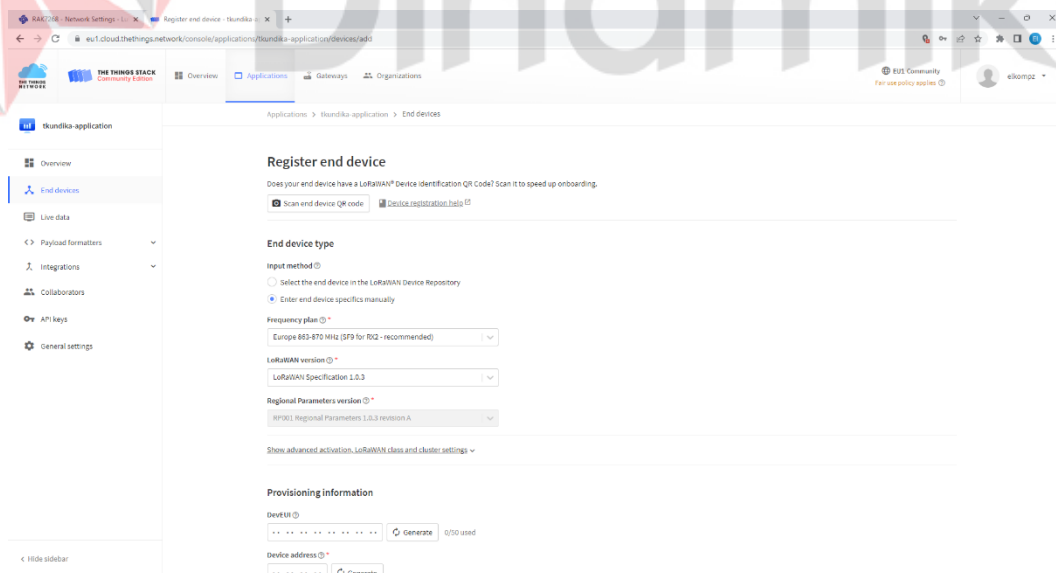 Dinamik
RAK7268 - Network Settings - L
Register end device - tkundika-a
eu1.cloud.thethings.network/console/applications/tkundika-application/devices/add
THE THINGS NETWORK
THE THINGS STACK
Community Edition
Overview
Applications
Gateways
Organizations
EU1 Community
Fair use policy applies
elkompz
tkundika-application
Applications > tkundika-application > End devices
Overview
End devices
Live data
Payload formatters
Integrations
Collaborators
API keys
General settings
< Hide sidebar
Register end device
Does your end device have a LoRaWAN® Device Identification QR Code? Scan it to speed up onboarding.
Scan end device QR code
Device registration help
End device type
Input method
Select the end device in the LoRaWAN Device Repository
Enter end device specifics manually
Frequency plan *
Europe 863-870 MHz (SF9 for RX2 - recommended)
LoRaWAN version *
LoRaWAN Specification 1.0.3
Regional Parameters version *
RP001 Regional Parameters 1.0.3 revision A
Show advanced activation, LoRaWAN class and cluster settings
Provisioning information
DevEUI
Generate
0/50 used
Device address *
Generate